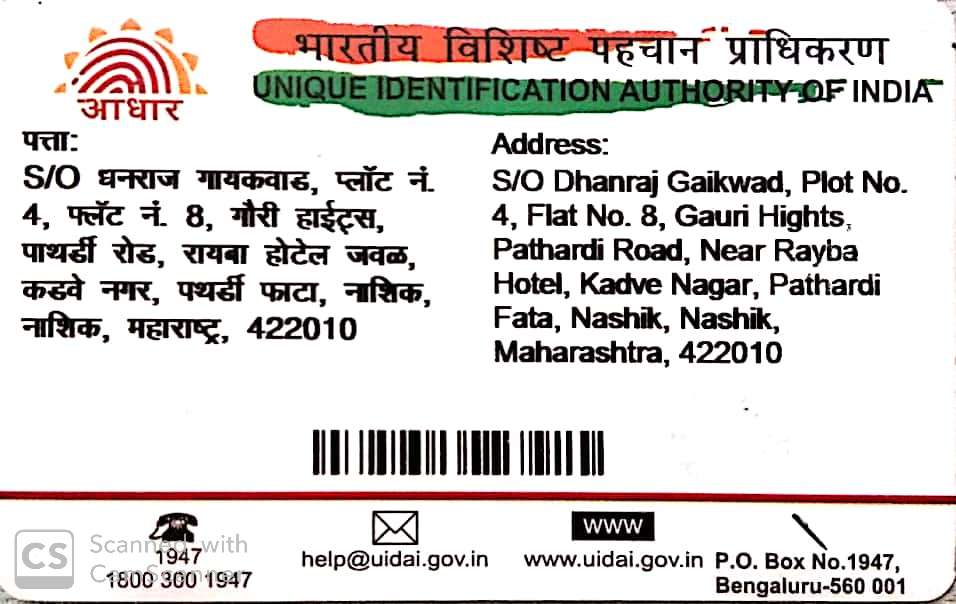 भारतीय विशिष्ट पहचान प्राधिकरण
UNIQUE IDENTIFICATION AUTHORITY OF INDIA
आधार
पत्ता:
S/O धनराज गायकवाड, प्लॉट नं.
4, फ्लॅट नं. 8, गौरी हाईट्स,
पाथर्डी रोड, रायबा होटेल जवळ,
कडवे नगर, पथर्डी फाटा, नाशिक,
नाशिक, महाराष्ट्र, 422010
Address:
S/O Dhanraj Gaikwad, Plot No.
4, Flat No. 8, Gauri Hights,
Pathardi Road, Near Rayba
Hotel, Kadve Nagar, Pathardi
Fata, Nashik, Nashik,
Maharashtra, 422010
1947
1800 300 1947
help@uidai.gov.in
WWW
www.uidai.gov.in
P.O. Box No.1947,
Bengaluru-560 001
CS
Scanned with
CamScanner